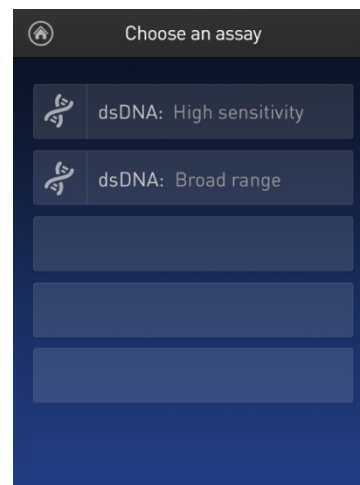 Choose an assay
dsDNA: High sensitivity
dsDNA: Broad range